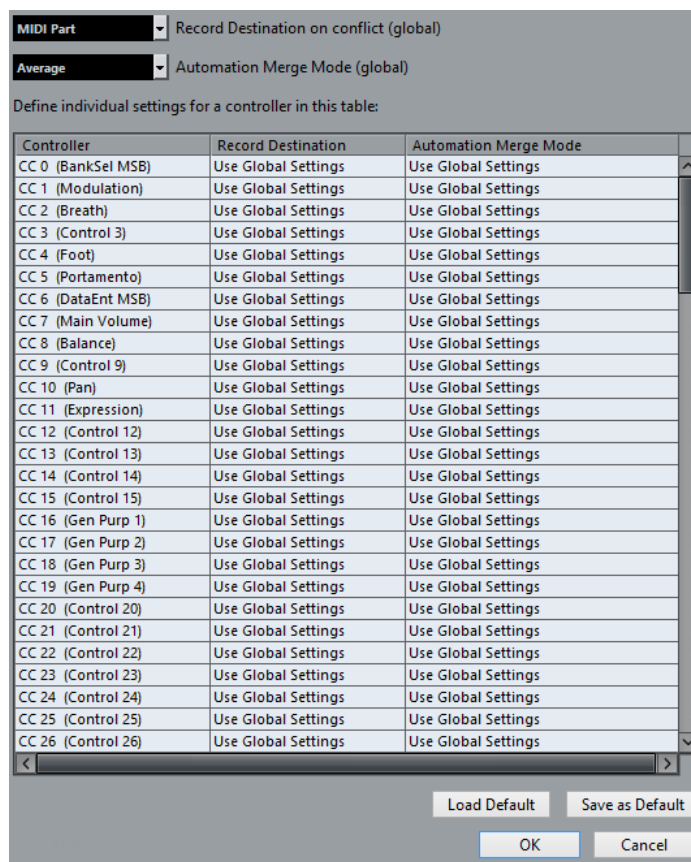 MIDI Part Record Destination on conflict (global)
Average Automation Merge Mode (global)
Define individual settings for a controller in this table:
Controller Record Destination Automation Merge Mode
CC 0 (BankSel MSB) Use Global Settings Use Global Settings
CC 1 (Modulation) Use Global Settings Use Global Settings
CC 2 (Breath) Use Global Settings Use Global Settings
CC 3 (Control 3) Use Global Settings Use Global Settings
CC 4 (Foot) Use Global Settings Use Global Settings
CC 5 (Portamento) Use Global Settings Use Global Settings
CC 6 (DataEnt MSB) Use Global Settings Use Global Settings
CC 7 (Main Volume) Use Global Settings Use Global Settings
CC 8 (Balance) Use Global Settings Use Global Settings
CC 9 (Control 9) Use Global Settings Use Global Settings
CC 10 (Pan) Use Global Settings Use Global Settings
CC 11 (Expression) Use Global Settings Use Global Settings
CC 12 (Control 12) Use Global Settings Use Global Settings
CC 13 (Control 13) Use Global Settings Use Global Settings
CC 14 (Control 14) Use Global Settings Use Global Settings
CC 15 (Control 15) Use Global Settings Use Global Settings
CC 16 (Gen Purp 1) Use Global Settings Use Global Settings
CC 17 (Gen Purp 2) Use Global Settings Use Global Settings
CC 18 (Gen Purp 3) Use Global Settings Use Global Settings
CC 19 (Gen Purp 4) Use Global Settings Use Global Settings
CC 20 (Control 20) Use Global Settings Use Global Settings
CC 21 (Control 21) Use Global Settings Use Global Settings
CC 22 (Control 22) Use Global Settings Use Global Settings
CC 23 (Control 23) Use Global Settings Use Global Settings
CC 24 (Control 24) Use Global Settings Use Global Settings
CC 25 (Control 25) Use Global Settings Use Global Settings
CC 26 (Control 26) Use Global Settings Use Global Settings
Load Default Save as Default
OK Cancel